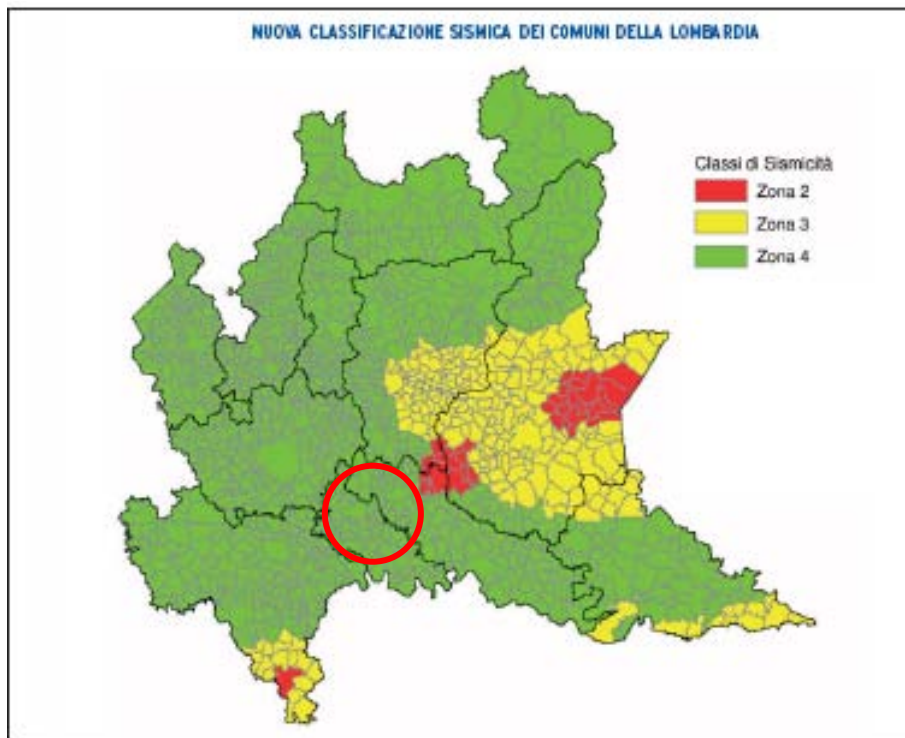 NUOVA CLASSIFICAZIONE SISMICA DEI COMUNI DELLA LOMBARDIA
Classi di Sismicità
Zona 2
Zona 3
Zona 4